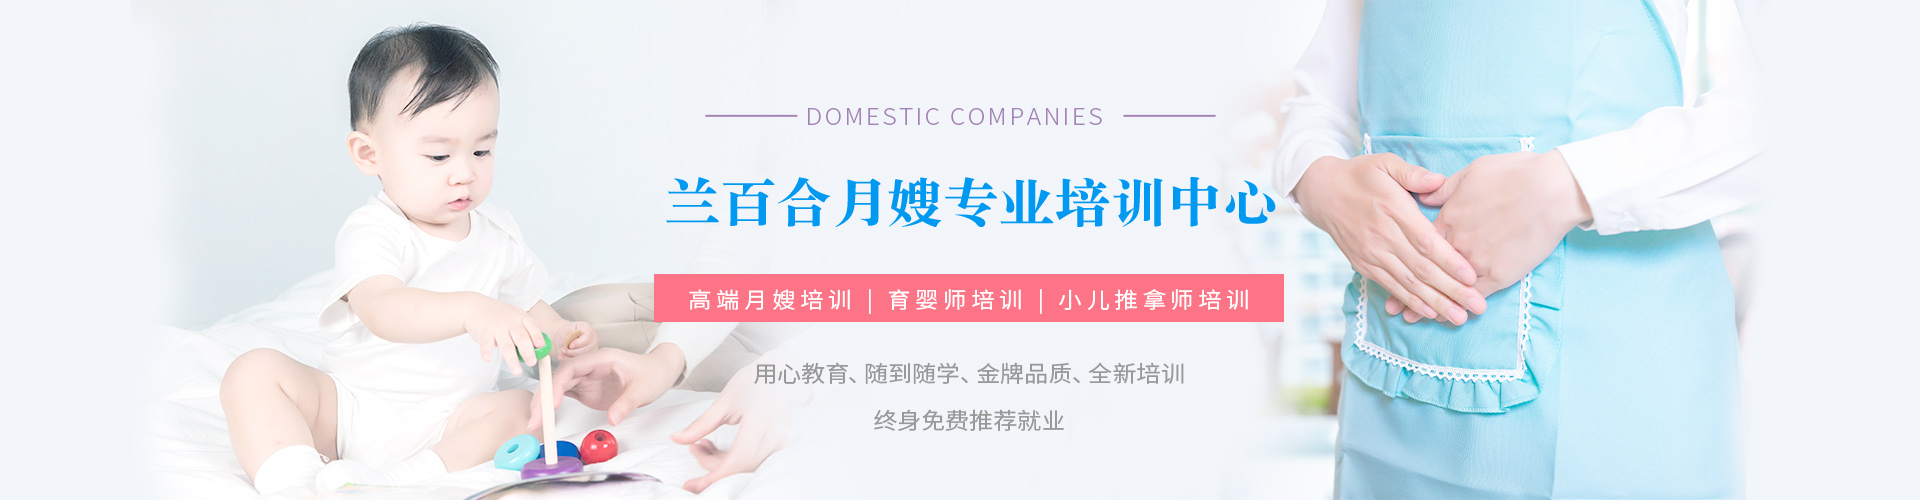 DOMESTIC COMPANIES
兰百合月嫂专业培训中心
高端月嫂培训 | 育婴师培训 | 小儿推拿师培训
用心教育、随到随学、金牌品质、全新培训
终身免费推荐就业